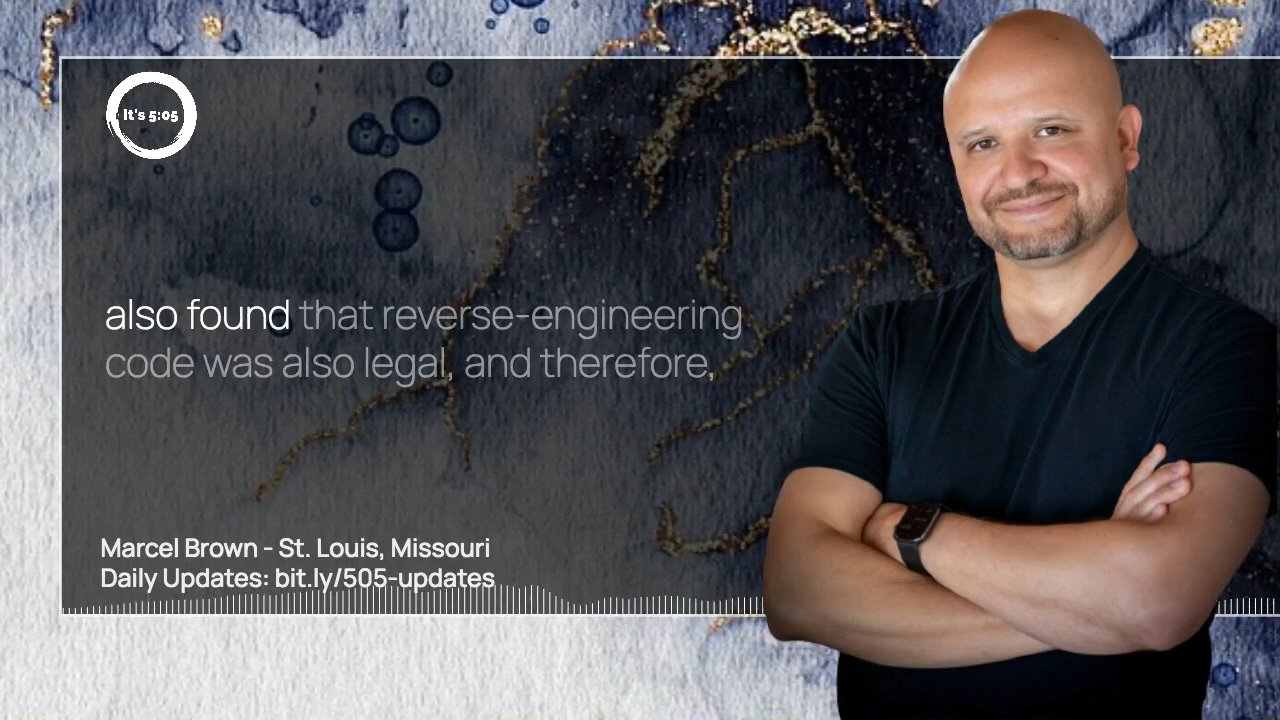 It's 5:05
also found that reverse-engineering
code was also legal, and therefore,
Marcel Brown - St. Louis, Missouri
Daily Updates: bit.ly/505-updates